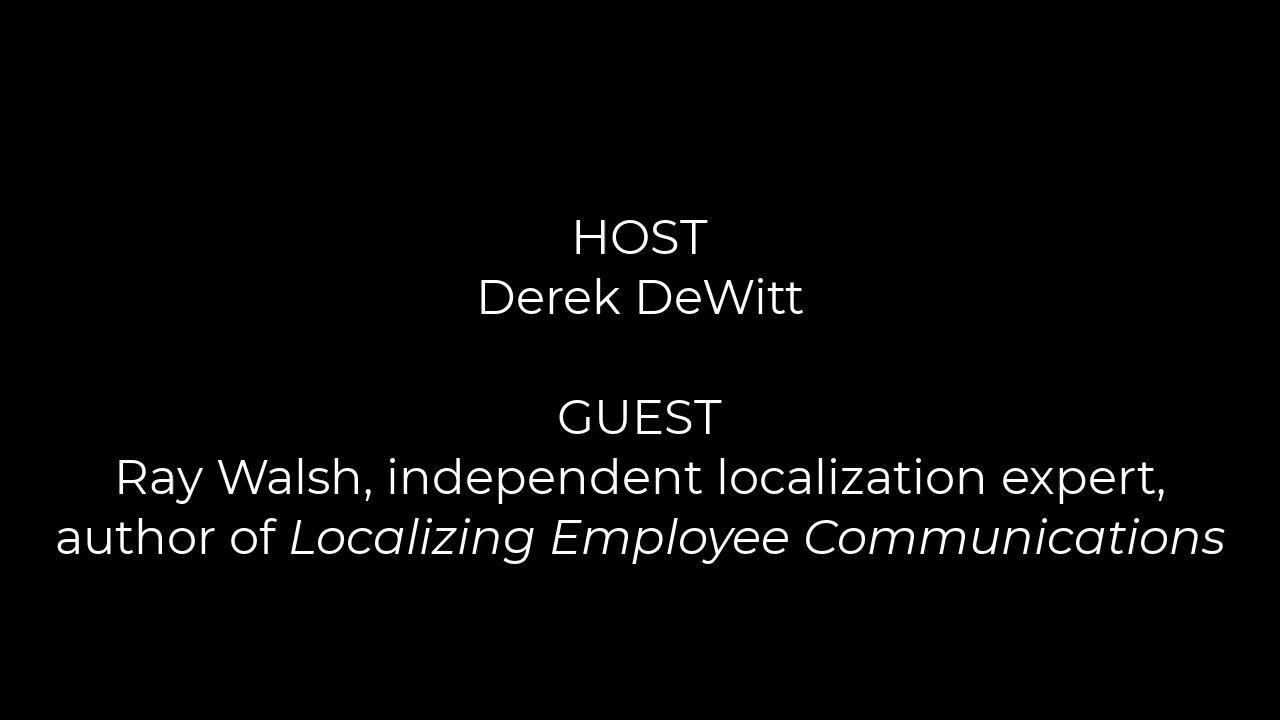 HOST
Derek DeWitt
GUEST
Ray Walsh, independent localization expert,
author of Localizing Employee Communications